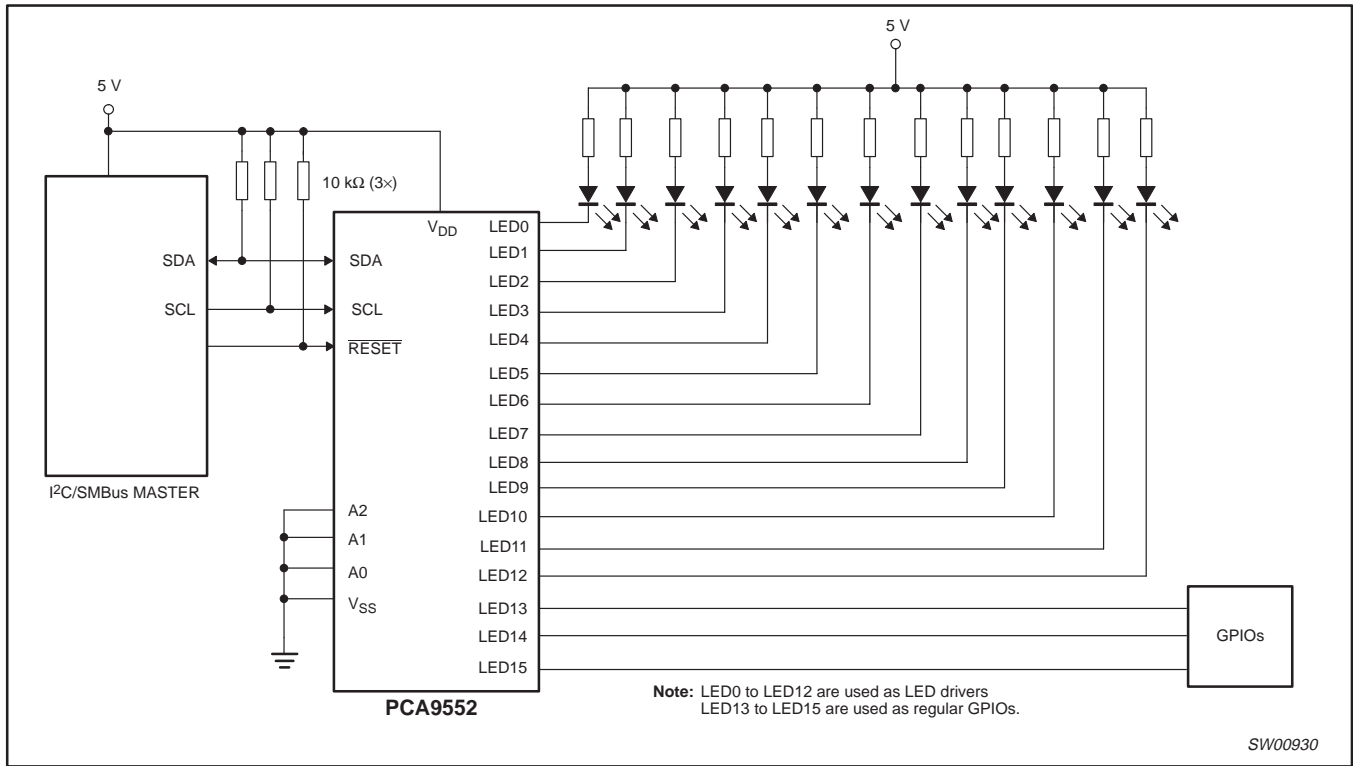 5 V
5 V
10 kΩ (3×)
VDD
SDA
SCL
SDA
SCL
RESET
I2C/SMBus MASTER
A2
A1
A0
VSS
LED0
LED1
LED2
LED3
LED4
LED5
LED6
LED7
LED8
LED9
LED10
LED11
LED12
LED13
LED14
LED15
GPIOs
PCA9552
Note: LED0 to LED12 are used as LED drivers
LED13 to LED15 are used as regular GPIOs.
SW00930